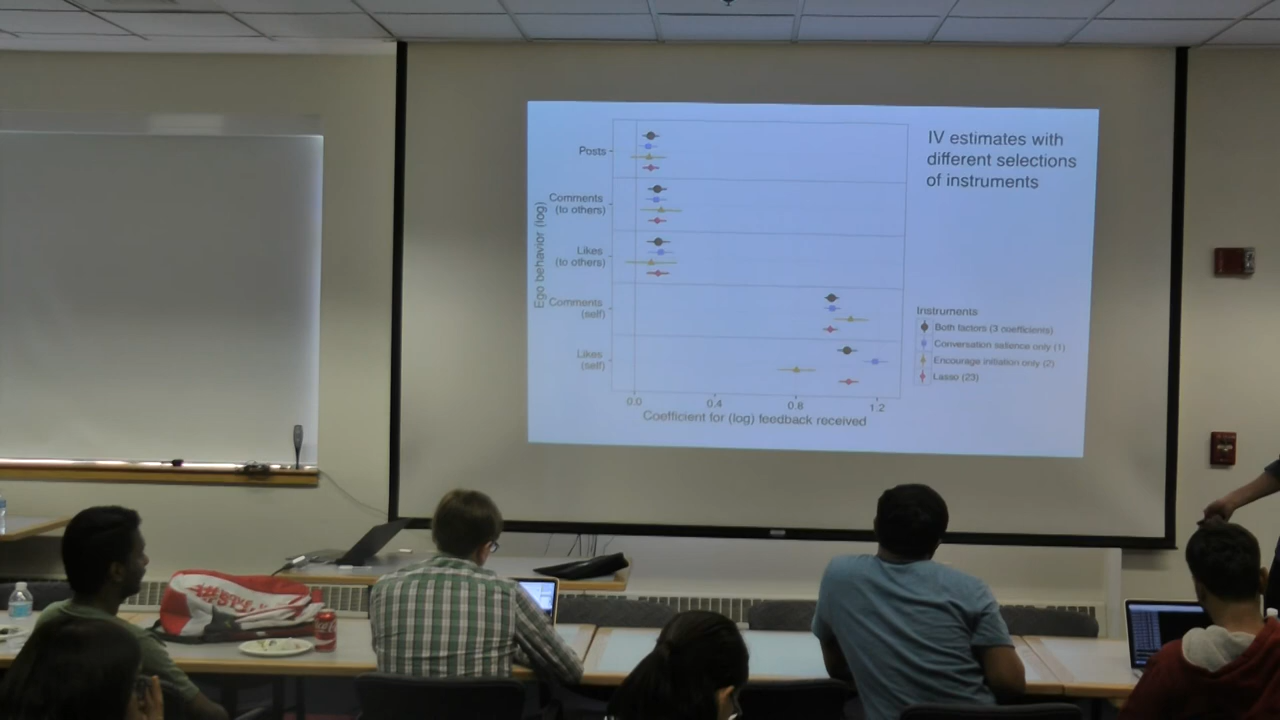 IV estimates with
different selections
of instruments
Posts
Comments
(to others)
Likes
(to others)
Comments
(self)
Likes
(self)
Ego behavior (log)
0.0
0.4
0.8
1.2
Coefficient for (log) feedback received
Instruments
Both factors (3 coefficients)
Conversation salience only (1)
Encourage initiation only (2)
Lasso (23)